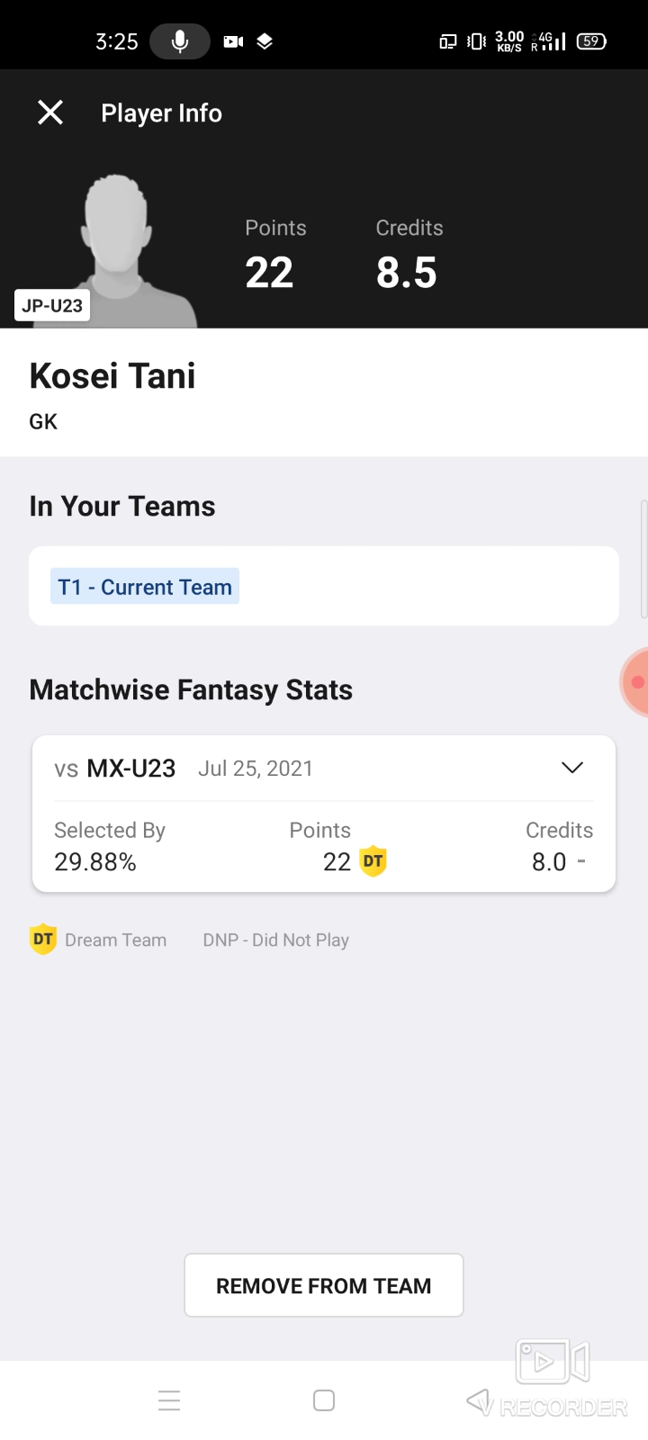 3:25 3.00 KB/S 4G R 59
Player Info
Points Credits
22 8.5
JP-U23
Kosei Tani
GK
In Your Teams
T1 - Current Team
Matchwise Fantasy Stats
vs MX-U23 Jul 25, 2021
Selected By Points Credits
29.88% 22 DT 8.0 -
DT Dream Team DNP - Did Not Play
REMOVE FROM TEAM
V RECORDER